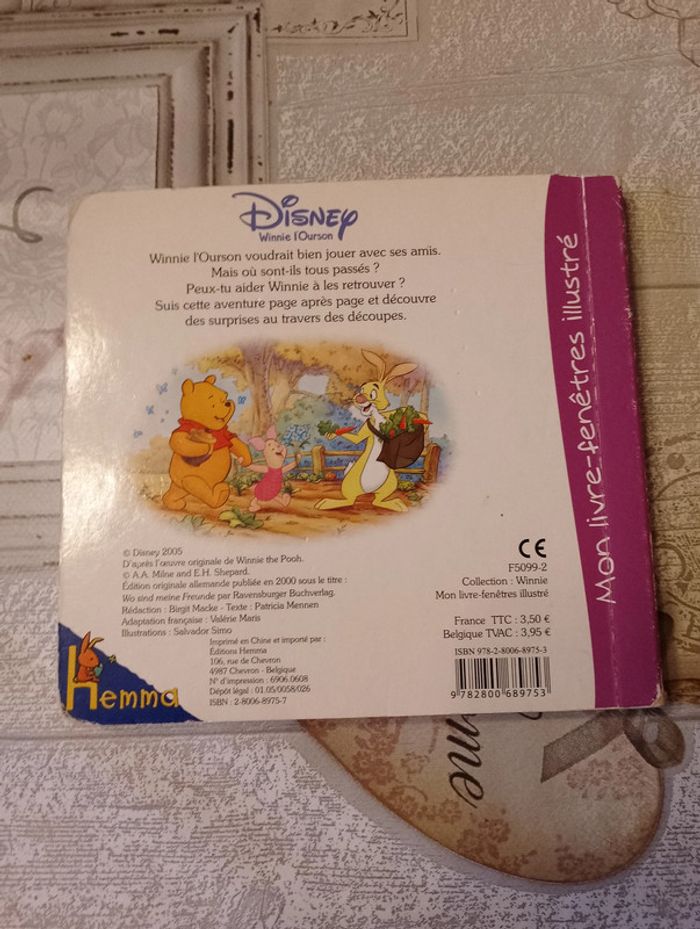 Disney
Winnie l'Ourson
Winnie l'Ourson voudrait bien jouer avec ses amis.
Mais où sont-ils tous passés ?
Peux-tu aider Winnie à les retrouver ?
Suis cette aventure page après page et découvre
des surprises au travers des découpes.
© Disney 2005
D'après l'œuvre originale de Winnie the Pooh.
© A.A. Milne and E.H. Shepard.
Édition originale allemande publiée en 2000 sous le titre :
Wo sind meine Freunde par Ravensburger Buchverlag.
Rédaction : Birgit Macke - Texte : Patricia Mennen
Adaptation française : Valérie Maris
Illustrations : Salvador Simo
Imprimé en Chine et importé par :
Éditions Hemma
106, rue de Chevron
4987 Chevron - Belgique
N° d'impression : 6906.0608
Dépôt légal : 01.05/0058/026
ISBN : 2-8006-8975-7
Hemma
CE
F5099-2
Collection : Winnie
Mon livre-fenêtres illustré
France TTC : 3,50 €
Belgique TVAC : 3,95 €
ISBN 978-2-8006-8975-3
9 782800 689753
Mon livre-fenêtres illustré
me